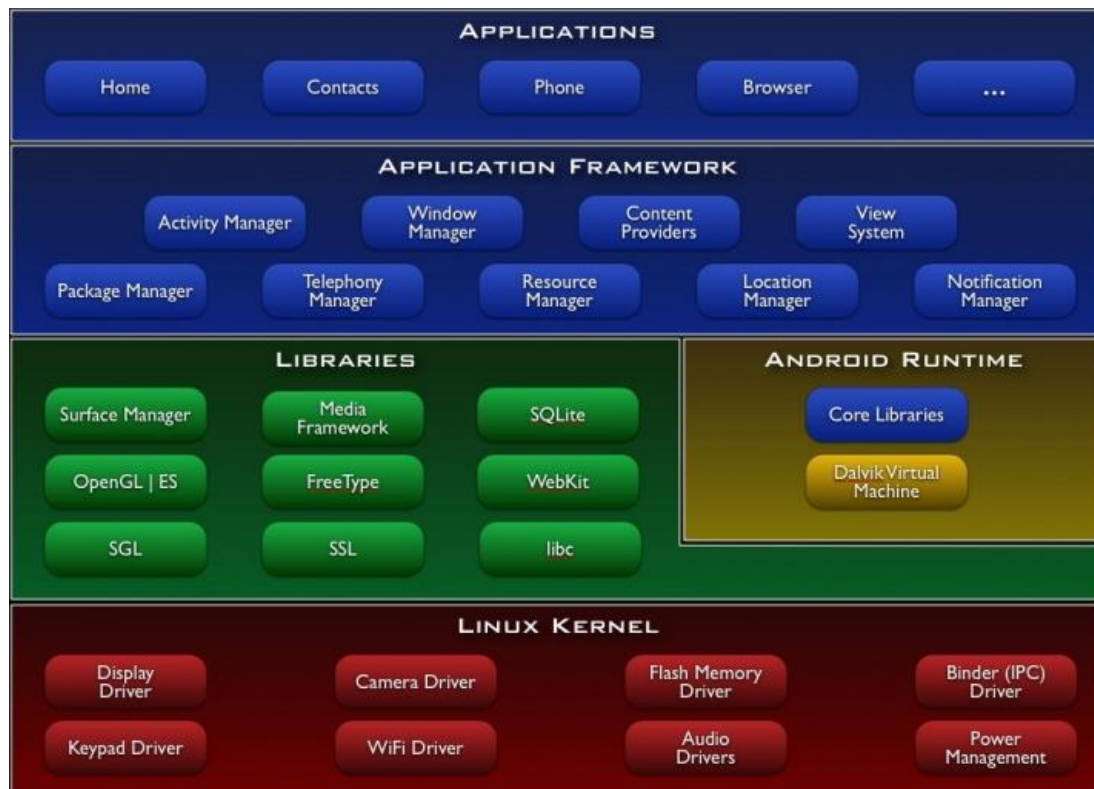 APPLICATIONS
Home
Contacts
Phone
Browser
...
APPLICATION FRAMEWORK
Activity Manager
Window
Manager
Content
Providers
View
System
Package Manager
Telephony
Manager
Resource
Manager
Location
Manager
Notification
Manager
LIBRARIES
Surface Manager
Media
Framework
SQLite
OpenGL | ES
FreeType
WebKit
SGL
SSL
libc
ANDROID RUNTIME
Core Libraries
Dalvik Virtual
Machine
LINUX KERNEL
Display
Driver
Camera Driver
Flash Memory
Driver
Binder (IPC)
Driver
Keypad Driver
WiFi Driver
Audio
Drivers
Power
Management